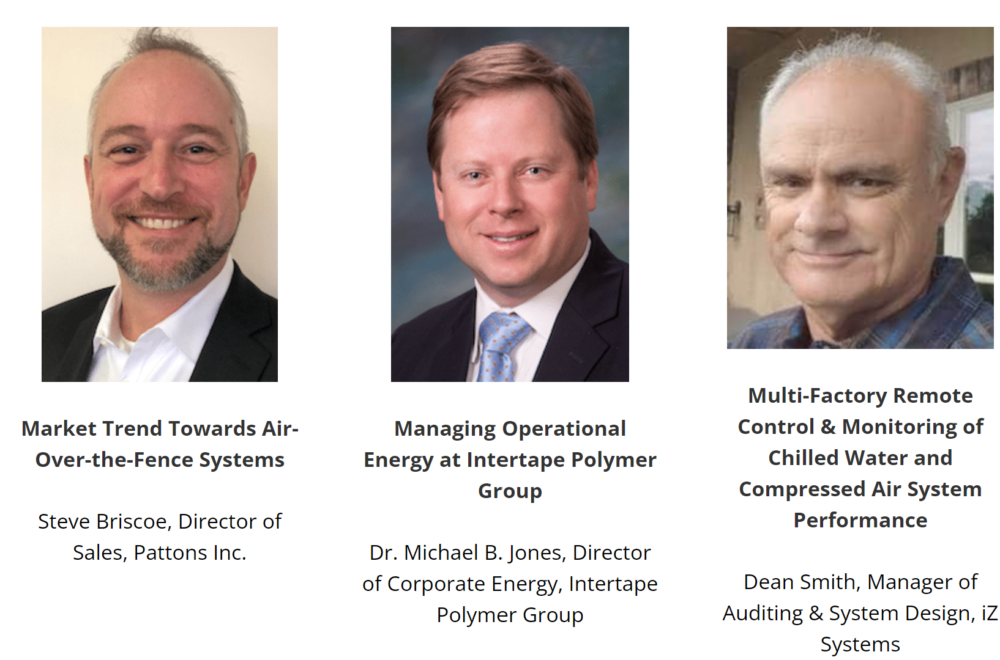 Market Trend Towards Air-
Over-the-Fence Systems
Steve Briscoe, Director of
Sales, Pattons Inc.
Managing Operational
Energy at Intertape Polymer
Group
Dr. Michael B. Jones, Director
of Corporate Energy, Intertape
Polymer Group
Multi-Factory Remote
Control & Monitoring of
Chilled Water and
Compressed Air System
Performance
Dean Smith, Manager of
Auditing & System Design, iZ
Systems